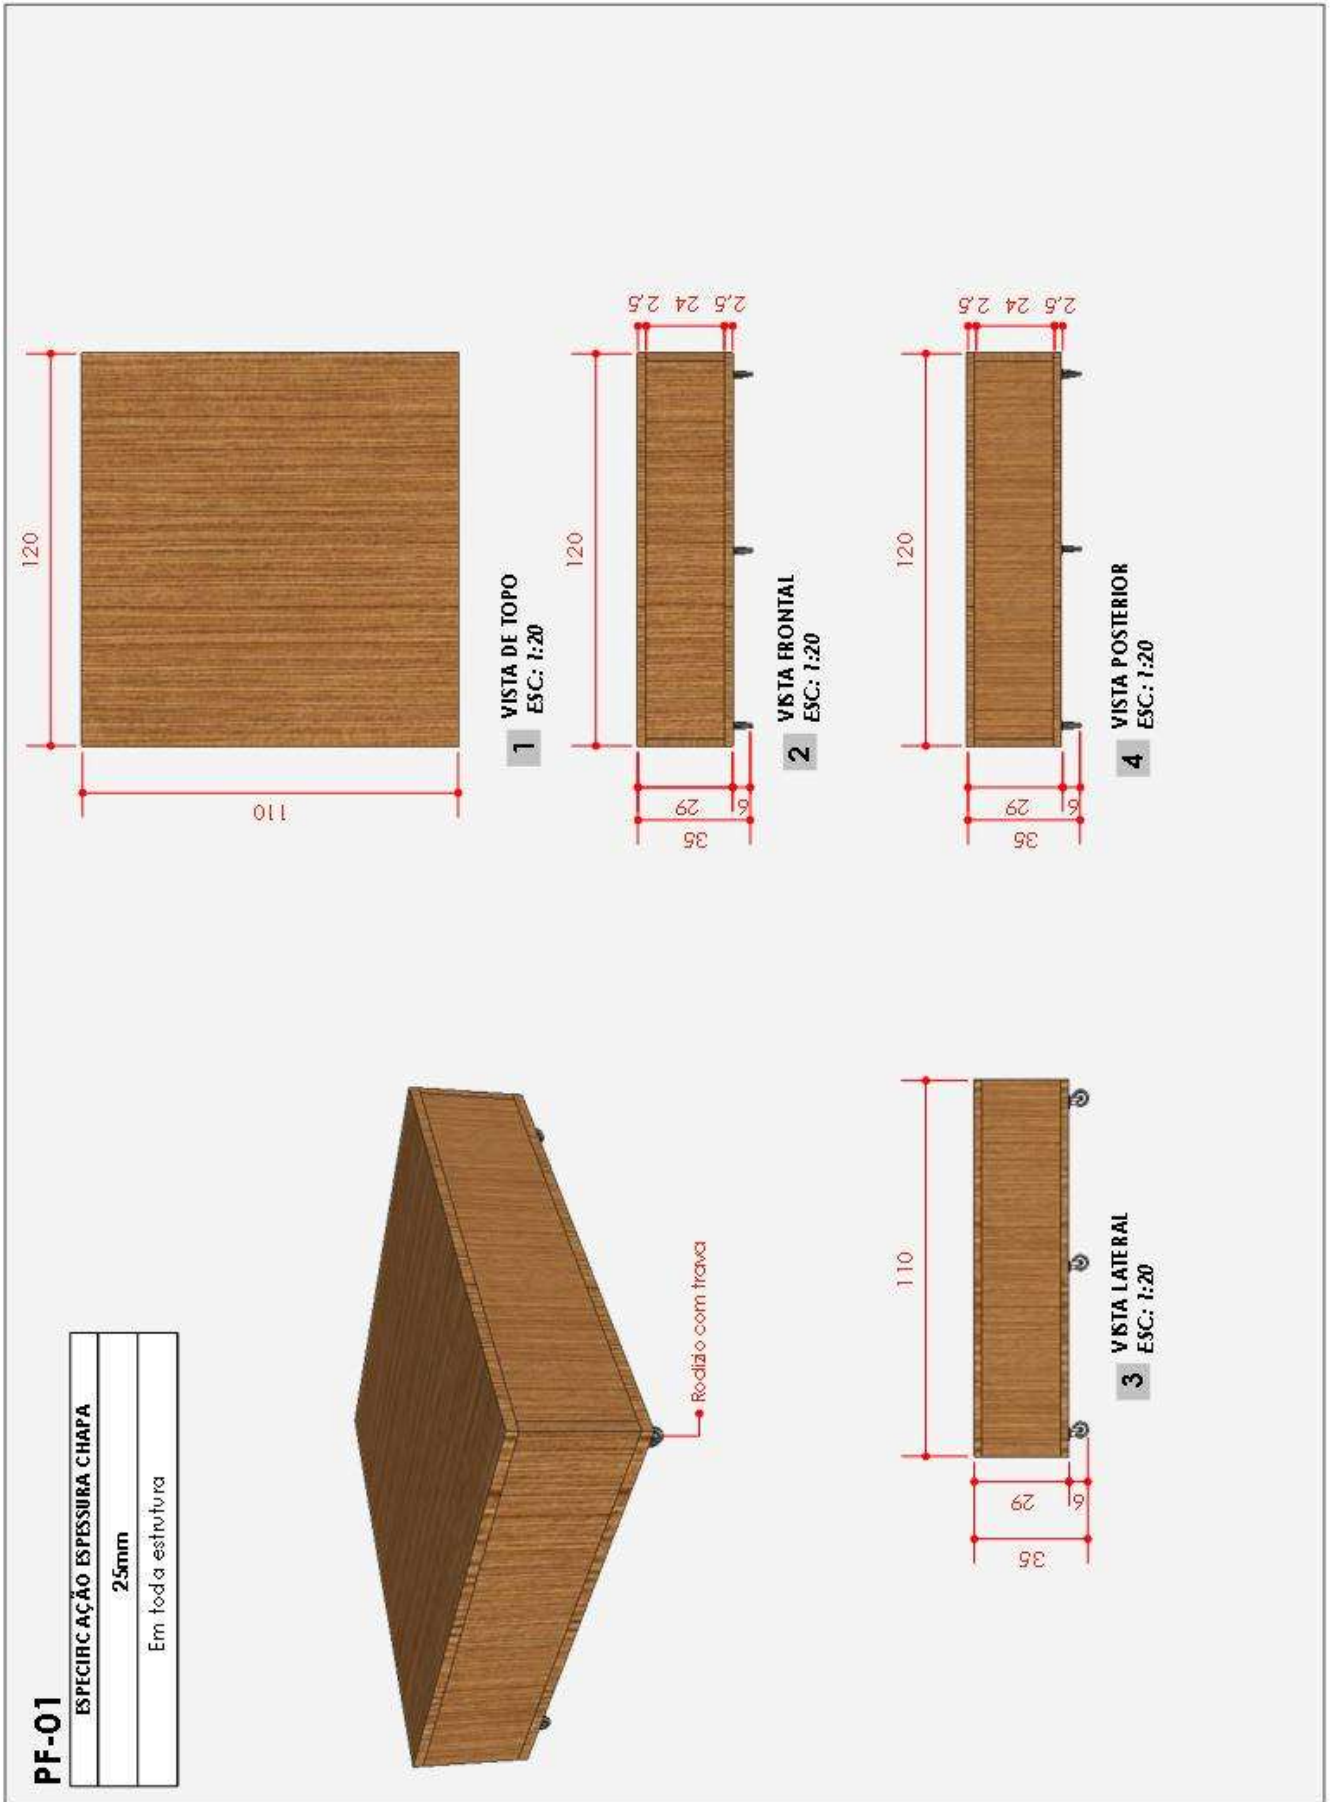 PF-01
ESPECIFICAÇÃO ESPESSURA CHAPA
25mm
Em toda estrutura
Rodízio com trava
120
110
1
VISTA DE TOPO
ESC.: 1:20
120
2,5
24
2,5
29
6
35
2
VISTA FRONTAL
ESC.: 1:20
110
29
6
35
3
VISTA LATERAL
ESC.: 1:20
120
2,5
24
2,5
29
6
35
4
VISTA POSTERIOR
ESC.: 1:20